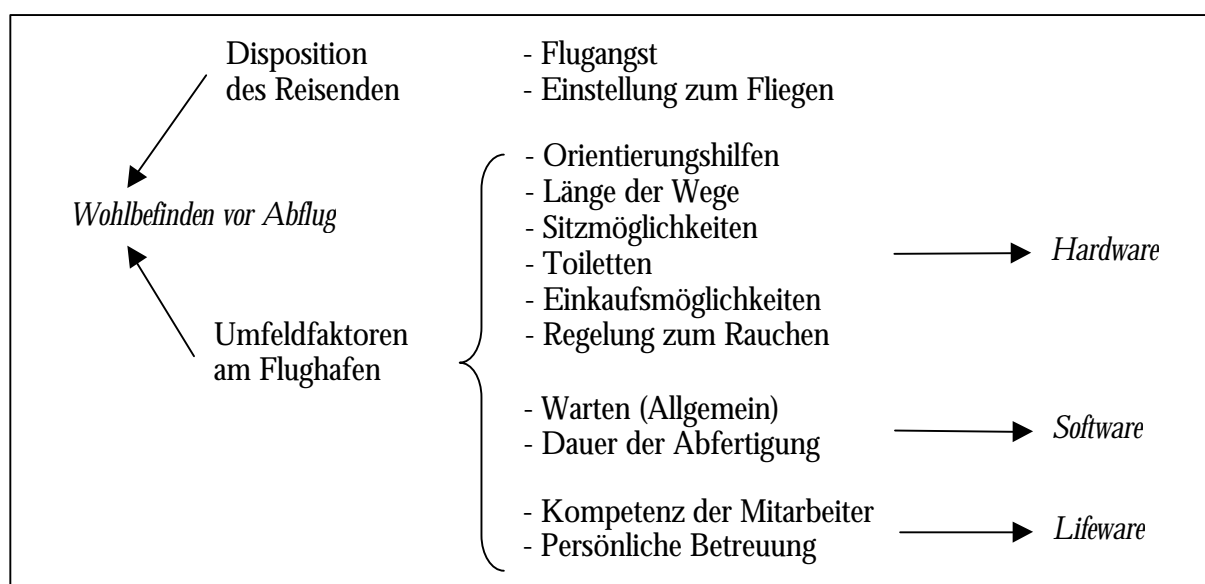 Disposition
des Reisenden
- Flugangst
- Einstellung zum Fliegen
Wohlbefinden vor Abflug
Umfeldfaktoren
am Flughafen
- Orientierungshilfen
- Länge der Wege
- Sitzmöglichkeiten
- Toiletten
- Einkaufsmöglichkeiten
- Regelung zum Rauchen
Hardware
- Warten (Allgemein)
- Dauer der Abfertigung
Software
- Kompetenz der Mitarbeiter
- Persönliche Betreuung
Lifeware